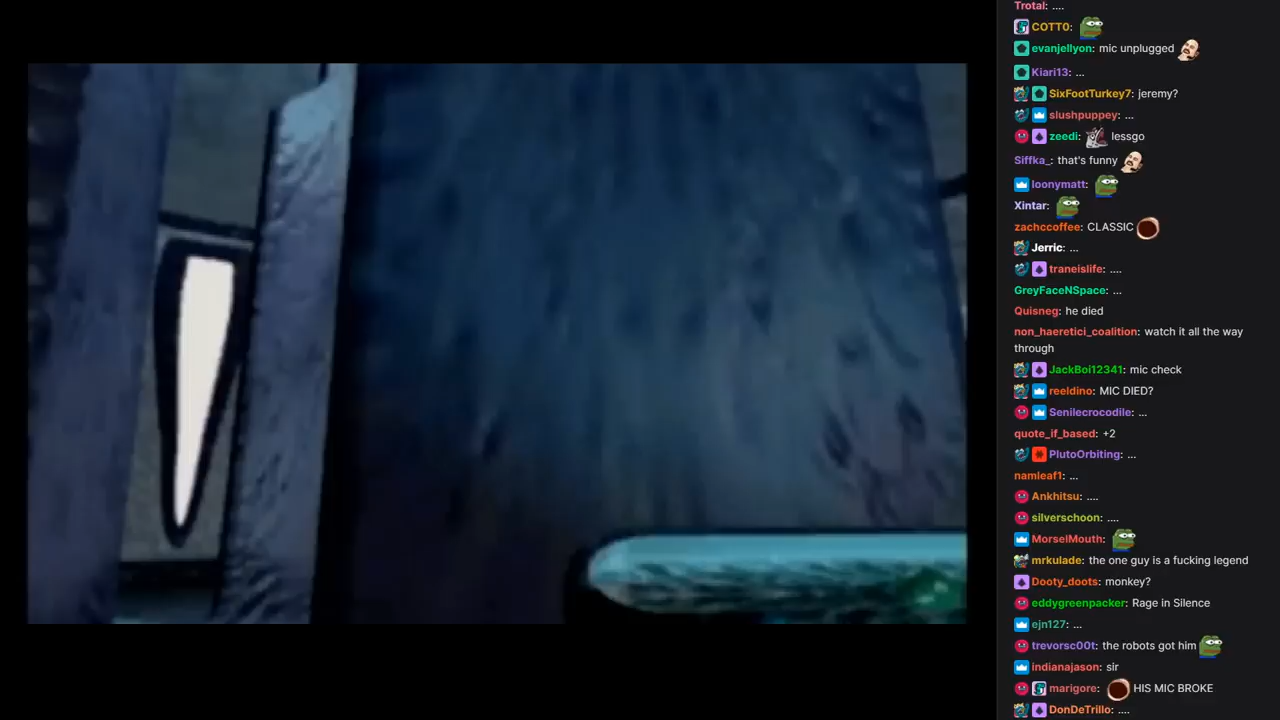 Trotal: ....
COTT0:
evanjellyon: mic unplugged
Kiari13: ...
SixFootTurkey7: jeremy?
slushpuppey: ...
zeedi: lessgo
Siffka_: that's funny
loonymatt:
Xintar:
zachccoffee: CLASSIC
Jerric: ...
traneislife: ....
GreyFaceNSpace: ...
Quisneg: he died
non_haeretici_coalition: watch it all the way
through
JackBoi12341: mic check
reeldino: MIC DIED?
Senilecrocodile: ...
quote_if_based: +2
PlutoOrbiting: ...
namleaf1: ...
Ankhitsu: ....
silverschoon: ....
MorselMouth:
mrkulade: the one guy is a fucking legend
Dooty_doots: monkey?
eddygreenpacker: Rage in Silence
ejn127: ...
trevorsc00t: the robots got him
indianajason: sir
marigore: HIS MIC BROKE
DonDeTrillo: ....